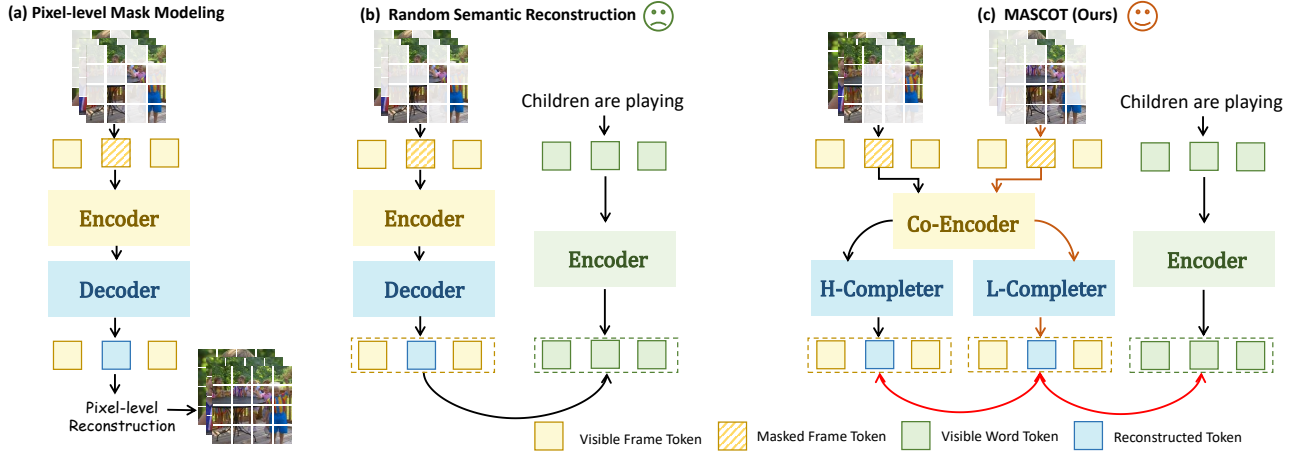 (a) Pixel-level Mask Modeling
Encoder
Decoder
Pixel-level
Reconstruction
(b) Random Semantic Reconstruction
Children are playing
Encoder
Decoder
Encoder
(c) MASCOT (Ours)
Children are playing
Co-Encoder
H-Completer
L-Completer
Encoder
Visible Frame Token
Masked Frame Token
Visible Word Token
Reconstructed Token